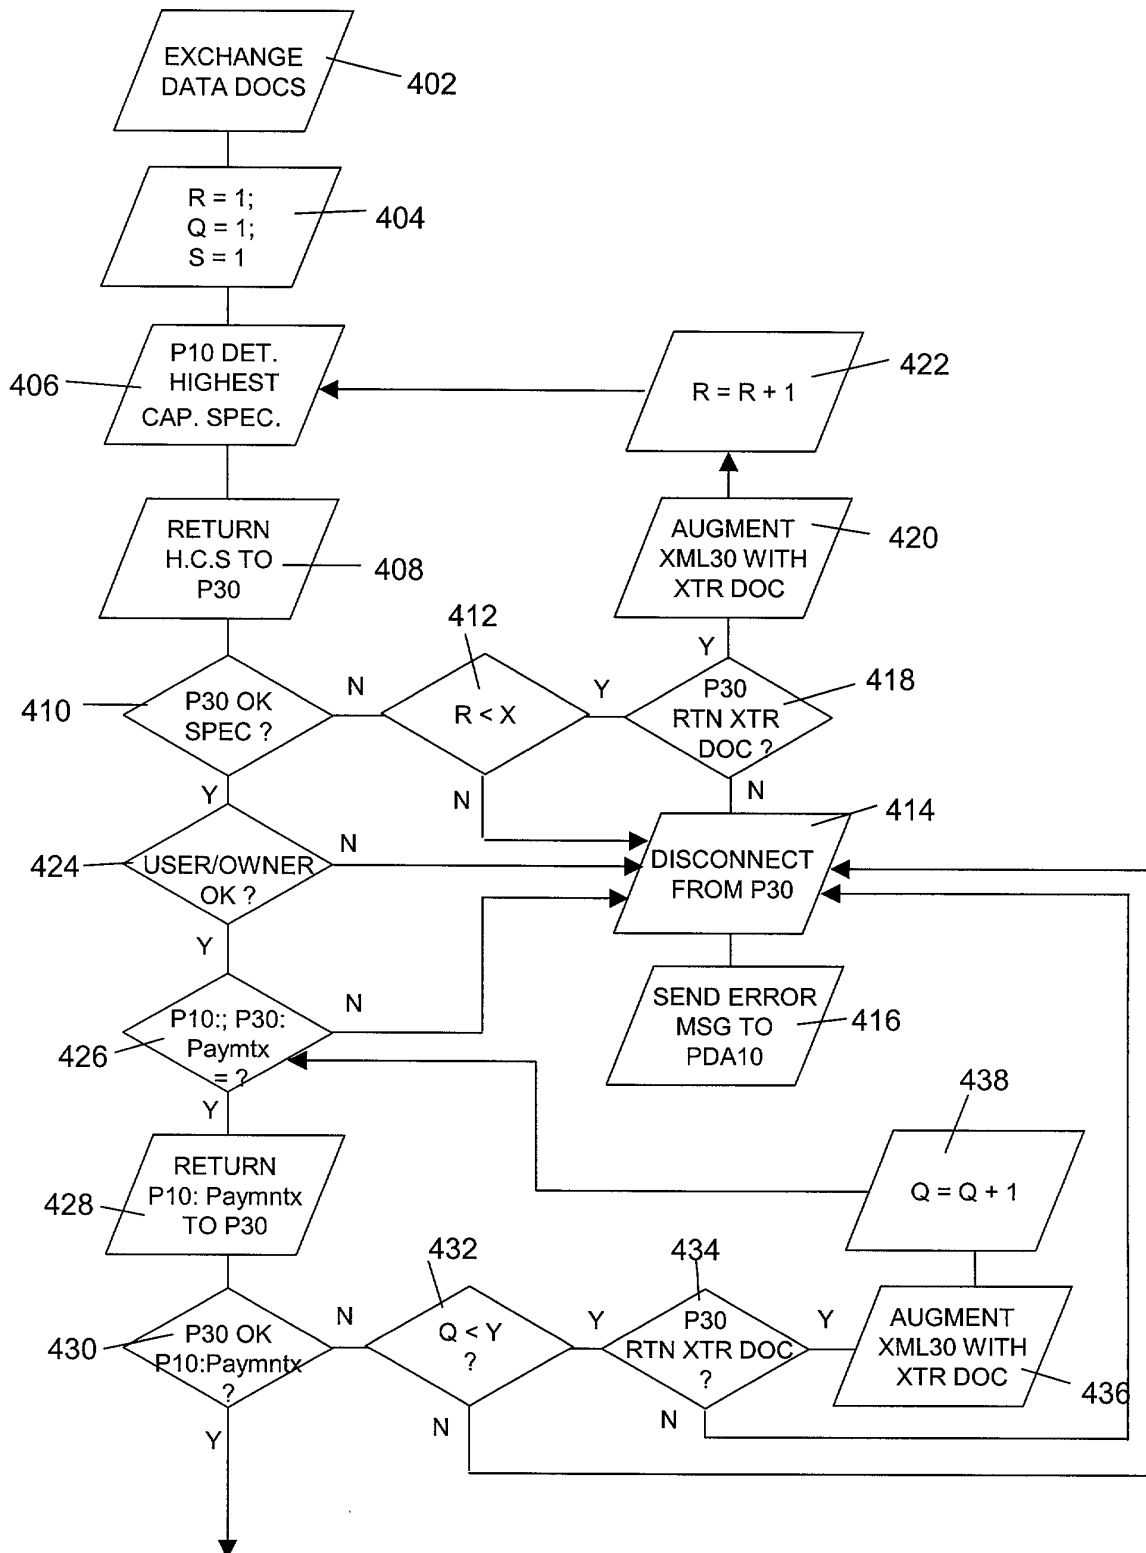 EXCHANGE
DATA DOCS
402
R = 1;
Q = 1;
S = 1
404
P10 DET.
HIGHEST
CAP. SPEC.
406
R = R + 1
422
RETURN
H.C.S TO
P30
408
AUGMENT
XML30 WITH
XTR DOC
420
412
Y
410
P30 OK
SPEC ?
N
R < X
Y
P30
RTN XTR
DOC ?
418
Y
N
N
414
424
USER/OWNER
OK ?
N
DISCONNECT
FROM P30
Y
426
P10:; P30:
Paymtx
= ?
N
SEND ERROR
MSG TO
PDA10
416
Y
438
RETURN
P10: Paymntx
TO P30
428
Q = Q + 1
432
434
430
P30 OK
P10:Paymntx
?
N
Q < Y
?
Y
P30
RTN XTR DOC
?
Y
AUGMENT
XML30 WITH
XTR DOC
436
Y
N
N